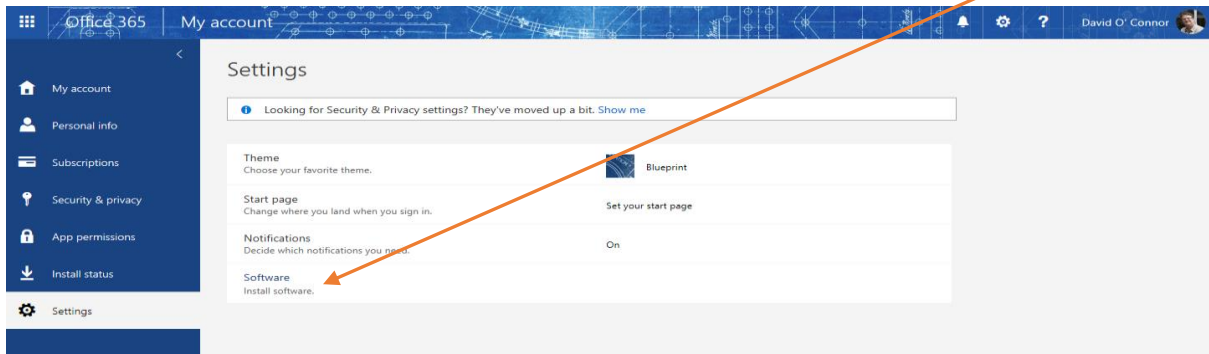 Office 365 My account ? David O' Connor
<
My account
Personal info
Subscriptions
Security & privacy
App permissions
Install status
Settings
Settings
Looking for Security & Privacy settings? They've moved up a bit. Show me
Theme
Choose your favorite theme.
Blueprint
Start page
Change where you land when you sign in.
Set your start page
Notifications
Decide which notifications you need.
On
Software
Install software.